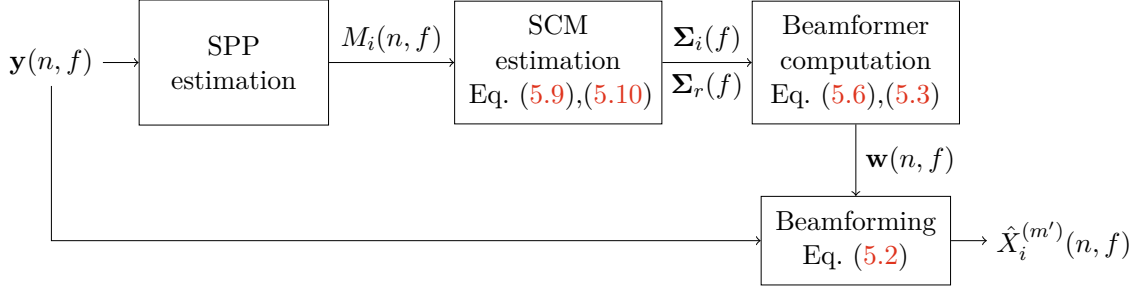 y(n, f)
SPP
estimation
M_i(n, f)
SCM
estimation
Eq. (5.9),(5.10)
Σ_i(f)
Σ_r(f)
Beamformer
computation
Eq. (5.6),(5.3)
w(n, f)
Beamforming
Eq. (5.2)
X̂_i^{(m′)}(n, f)